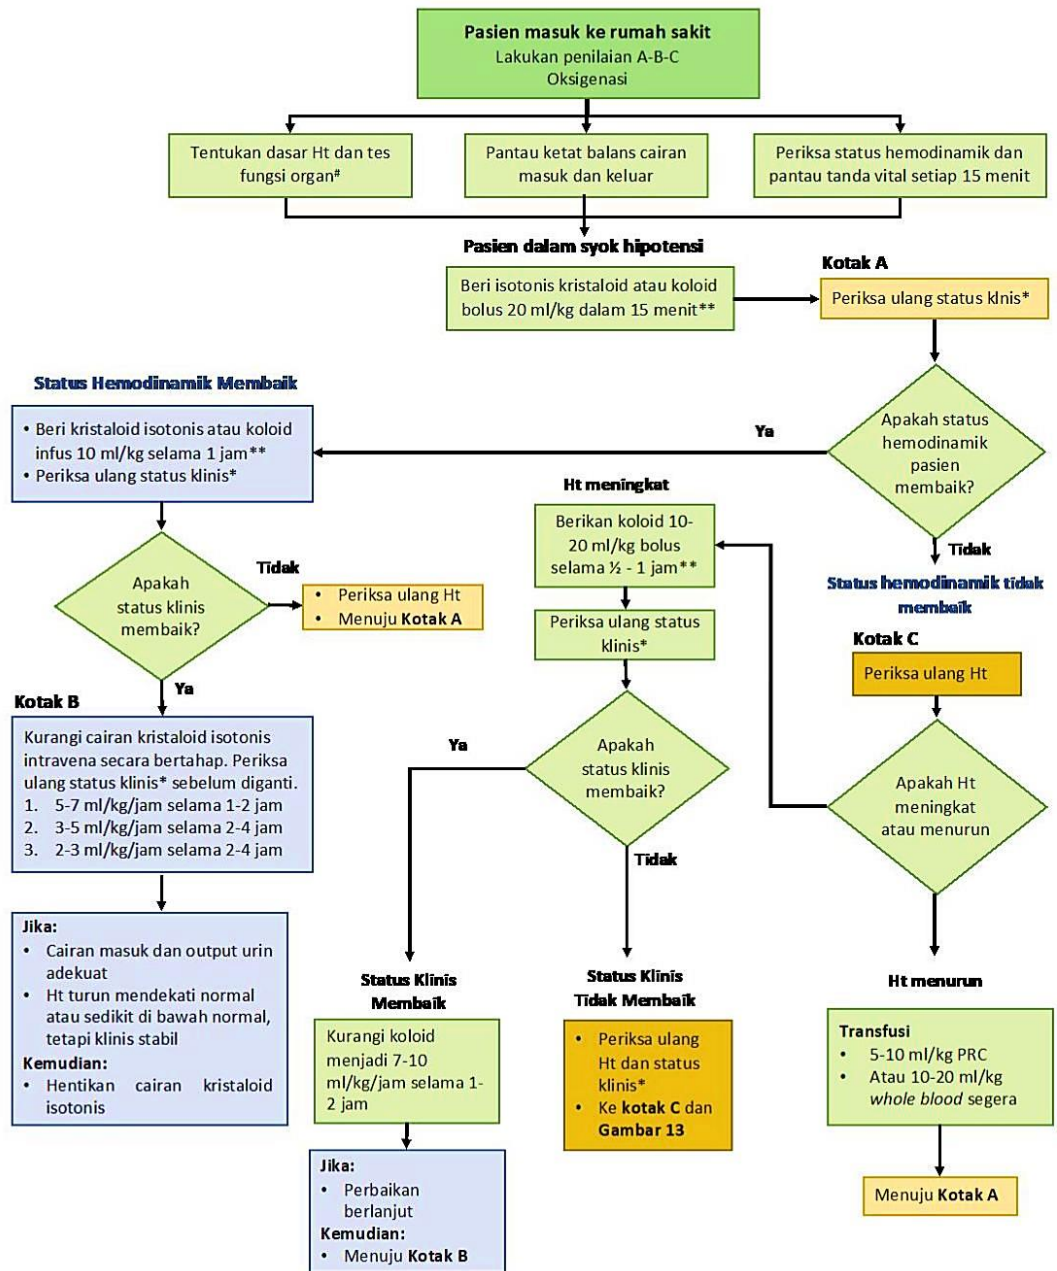 Pasien masuk ke rumah sakit
Lakukan penilaian A-B-C
Oksigenasi
Tentukan dasar Ht dan tes
fungsi organ#
Pantau ketat balans cairan
masuk dan keluar
Periksa status hemodinamik dan
pantau tanda vital setiap 15 menit
Pasien dalam syok hipotensi
Beri isotonis kristaloid atau koloid
bolus 20 ml/kg dalam 15 menit**
Kotak A
Periksa ulang status klnis*
Apakah status
hemodinamik
pasien
membaik?
Ya
Tidak
Status Hemodinamik Membaik
• Beri kristaloid isotonis atau koloid
infus 10 ml/kg selama 1 jam**
• Periksa ulang status klinis*
Apakah
status klinis
membaik?
Tidak
• Periksa ulang Ht
• Menuju Kotak A
Ya
Kotak B
Kurangi cairan kristaloid isotonis
intravena secara bertahap. Periksa
ulang status klinis* sebelum diganti.
1. 5-7 ml/kg/jam selama 1-2 jam
2. 3-5 ml/kg/jam selama 2-4 jam
3. 2-3 ml/kg/jam selama 2-4 jam
Jika:
• Cairan masuk dan output urin
adekuat
• Ht turun mendekati normal
atau sedikit di bawah normal,
tetapi klinis stabil
Kemudian:
• Hentikan cairan kristaloid
isotonis
Status hemodinamik tidak
membaik
Kotak C
Periksa ulang Ht
Apakah Ht
meningkat
atau menurun
Ht meningkat
Berikan koloid 10-
20 ml/kg bolus
selama ½ - 1 jam**
Periksa ulang status
klinis*
Apakah
status klinis
membaik?
Ya
Tidak
Status Klinis
Membaik
Kurangi koloid
menjadi 7-10
ml/kg/jam selama 1-
2 jam
Jika:
• Perbaikan
berlanjut
Kemudian:
• Menuju Kotak B
Status Klinis
Tidak Membaik
• Periksa ulang
Ht dan status
klinis*
• Ke kotak C dan
Gambar 13
Ht menurun
Transfusi
• 5-10 ml/kg PRC
• Atau 10-20 ml/kg
whole blood segera
Menuju Kotak A